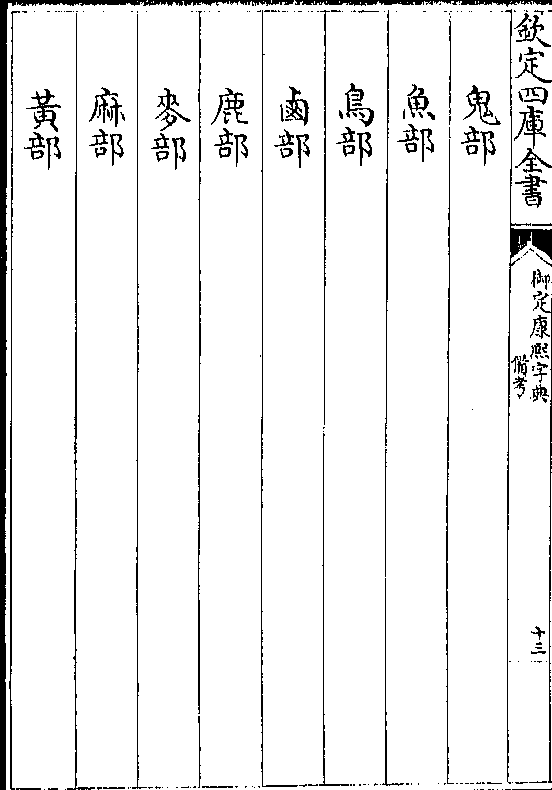 欽定四庫全書
御定康熙字典
備考
十三
鬼部
魚部
鳥部
鹵部
鹿部
麥部
麻部
黃部